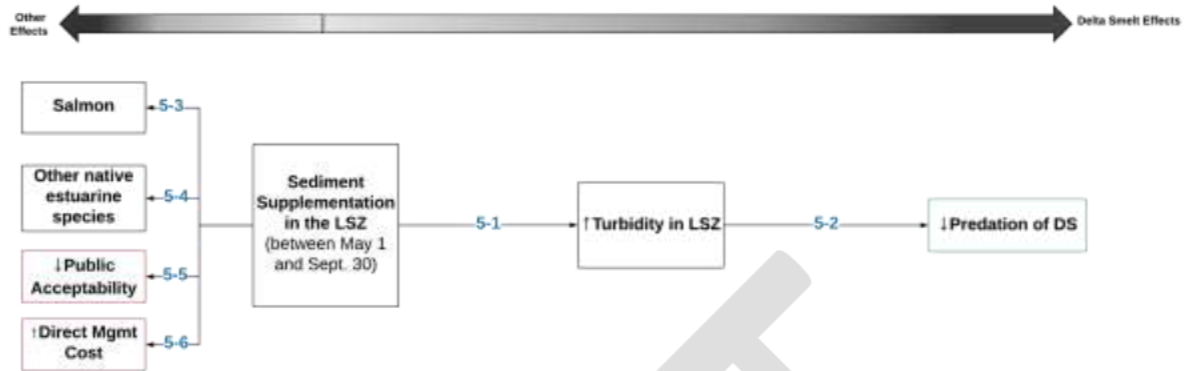 Other
Effects
Delta Smelt Effects
Salmon
5-3
Other native
estuarine
species
5-4
↓Public
Acceptability
5-5
↑Direct Mgmt
Cost
5-6
Sediment
Supplementation
in the LSZ
(between May 1
and Sept. 30)
5-1
↑Turbidity in LSZ
5-2
↓Predation of DS